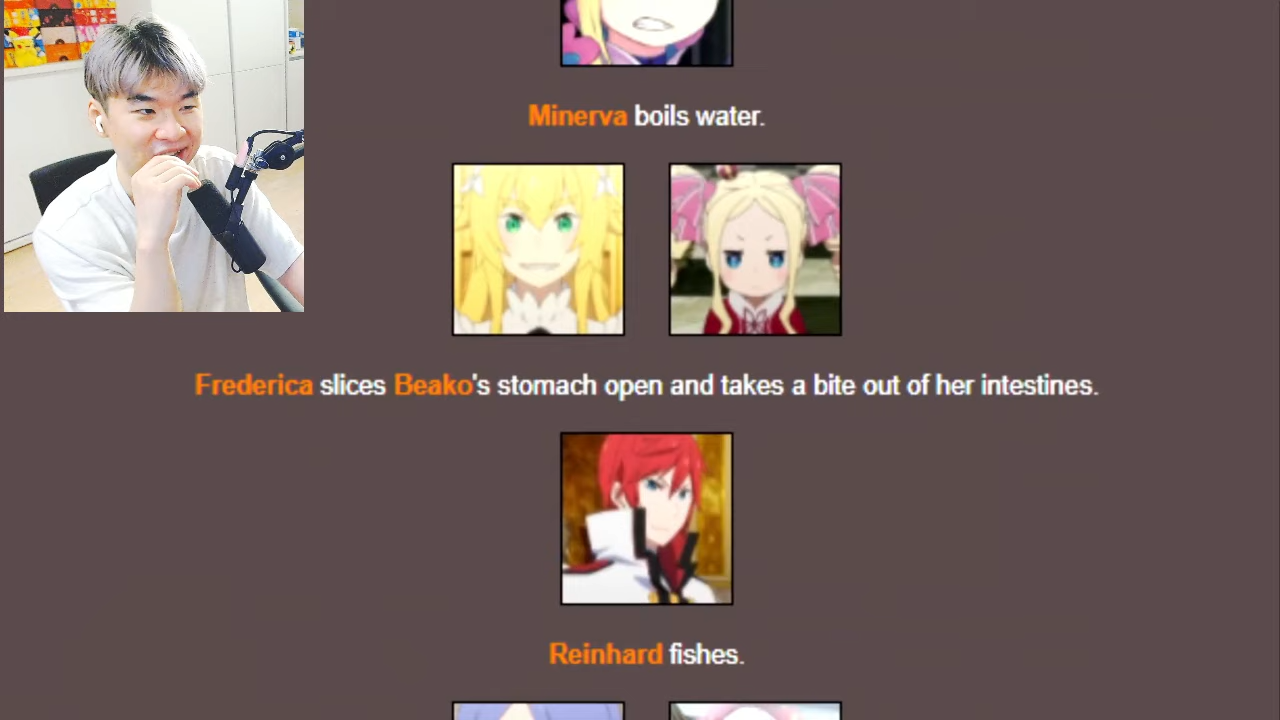 Minerva boils water.
Frederica slices Beako's stomach open and takes a bite out of her intestines.
Reinhard fishes.